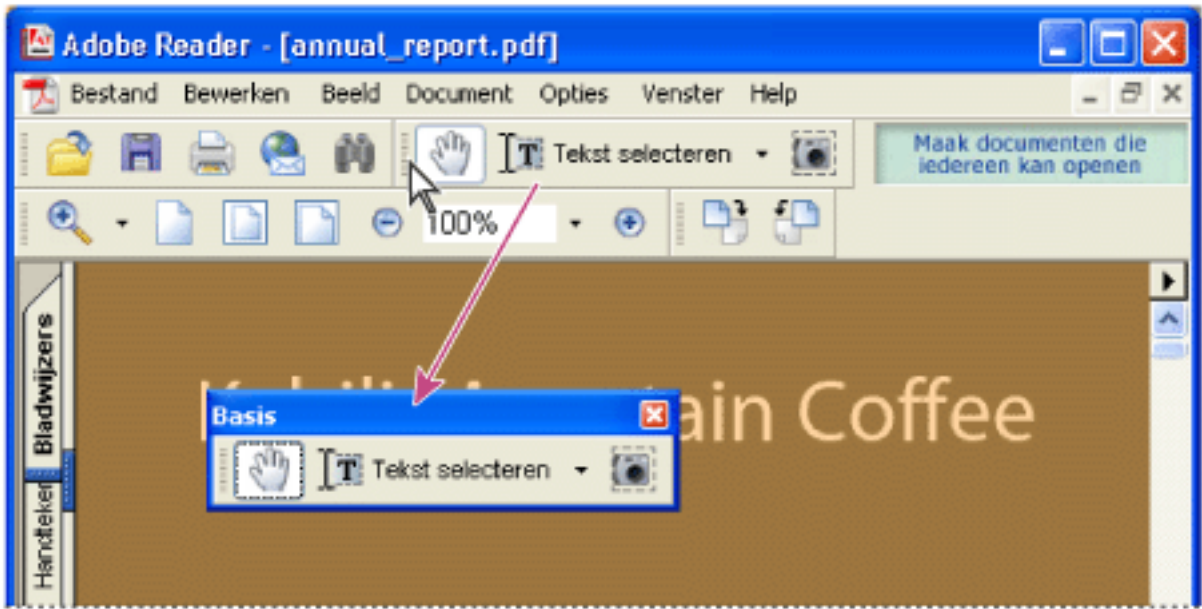 Adobe Reader - [annual_report.pdf]
Bestand Bewerken Beeld Document Opties Venster Help
Tekst selecteren
Maak documenten die
iedereen kan openen
100%
Bladwijzers
ain Coffee
Basis
Tekst selecteren